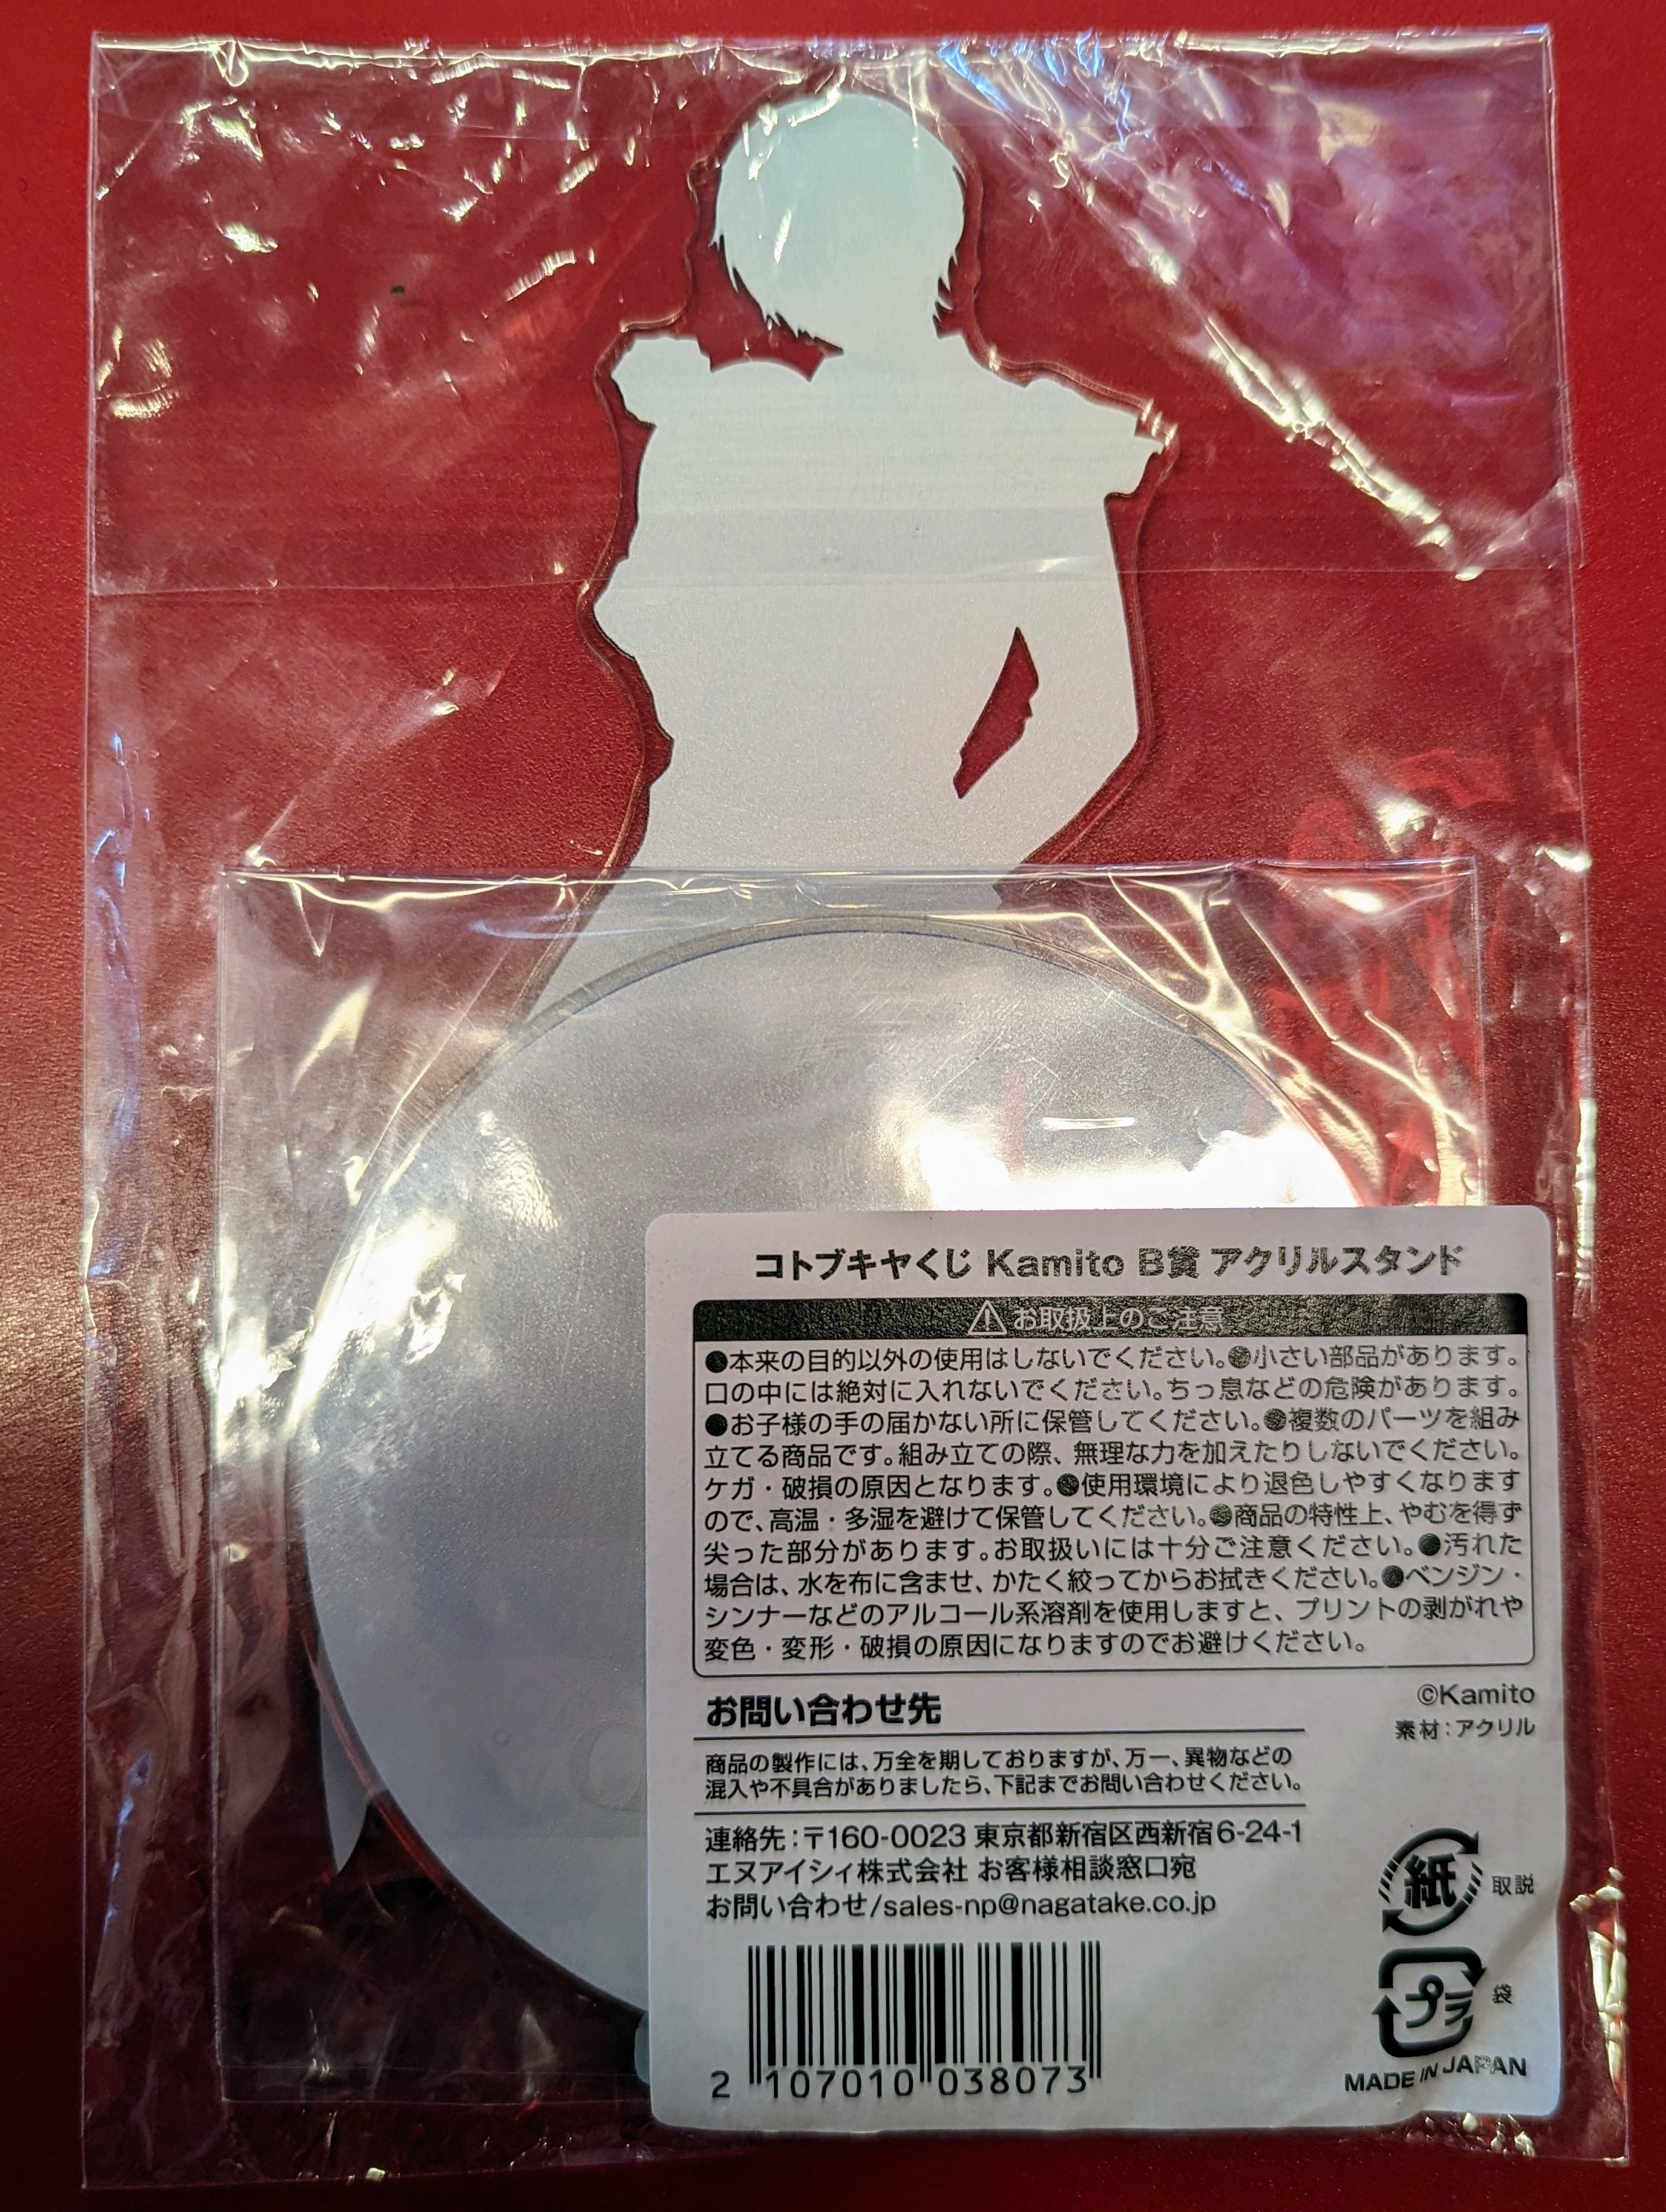 コトブキヤくじ Kamito B賞 アクリルスタンド
⚠お取扱上のご注意
●本来の目的以外の使用はしないでください。●小さい部品があります。
口の中には絶対に入れないでください。ちっ息などの危険があります。
●お子様の手の届かない所に保管してください。●複数のパーツを組み
立てる商品です。組み立ての際、無理な力を加えたりしないでください。
ケガ・破損の原因となります。●使用環境により退色しやすくなります
ので、高温・多湿を避けて保管してください。●商品の特性上、やむを得ず
尖った部分があります。お取扱いには十分ご注意ください。●汚れた
場合は、水を布に含ませ、かたく絞ってからお拭きください。●ベンジン・
シンナーなどのアルコール系溶剤を使用しますと、プリントの剥がれや
変色・変形・破損の原因になりますのでお避けください。
©Kamito
素材：アクリル
お問い合わせ先
商品の製作には、万全を期しておりますが、万一、異物などの
混入や不具合がありましたら、下記までお問い合わせください。
連絡先：〒160-0023 東京都新宿区西新宿6-24-1
エヌアイシィ株式会社 お客様相談窓口宛
お問い合わせ/sales-np@nagatake.co.jp
紙 取説
プラ 袋
MADE IN JAPAN
2 107010 038073